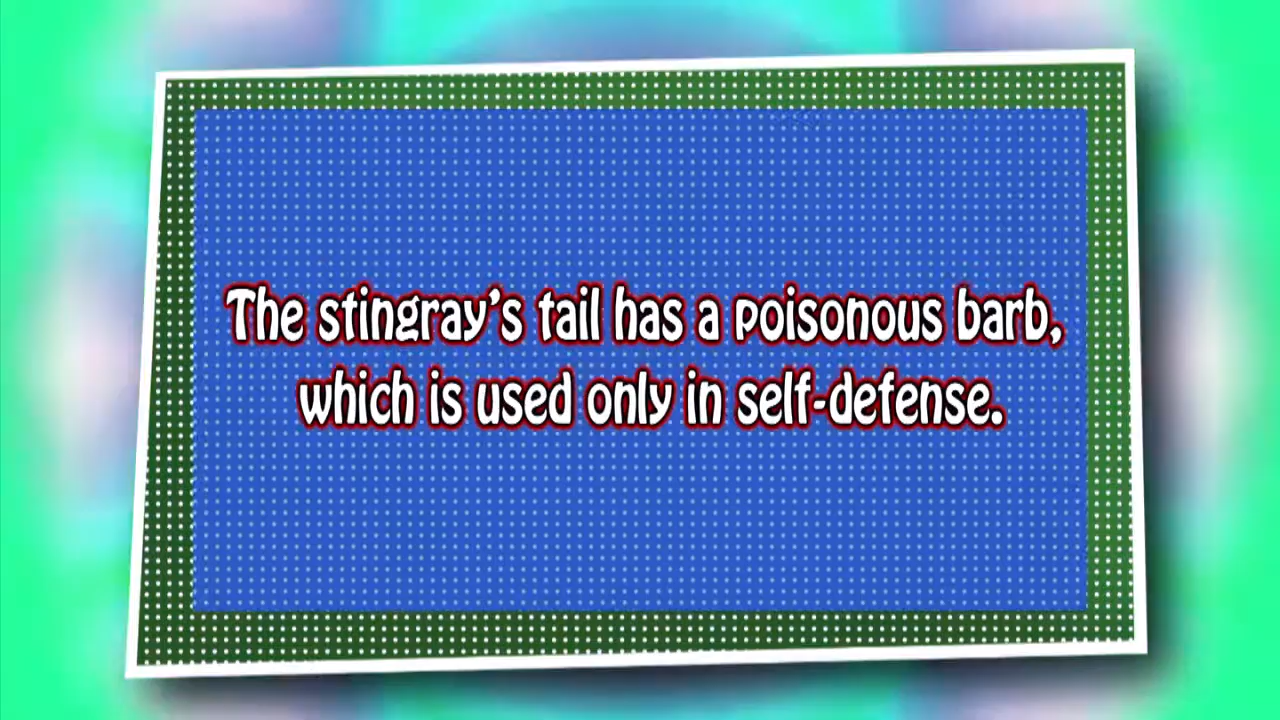 The stingray’s tail has a poisonous barb,
which is used only in self-defense.